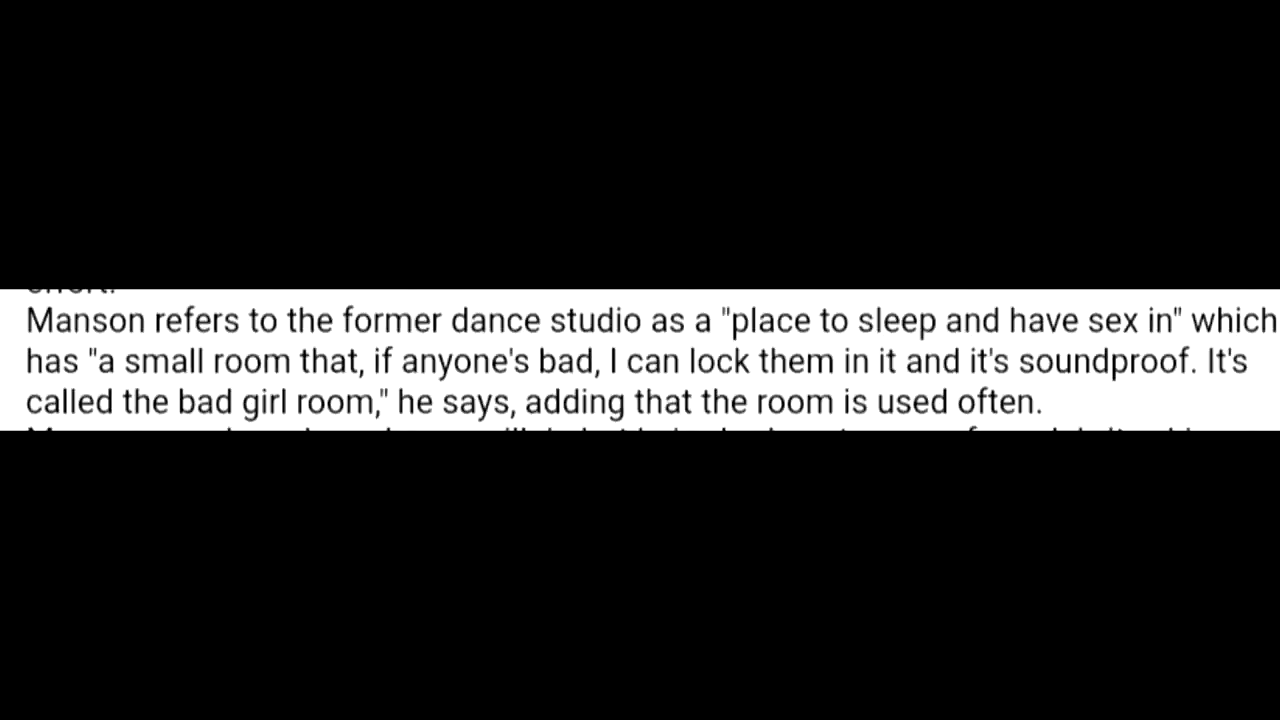 Manson refers to the former dance studio as a "place to sleep and have sex in" which
has "a small room that, if anyone's bad, I can lock them in it and it's soundproof. It's
called the bad girl room," he says, adding that the room is used often.